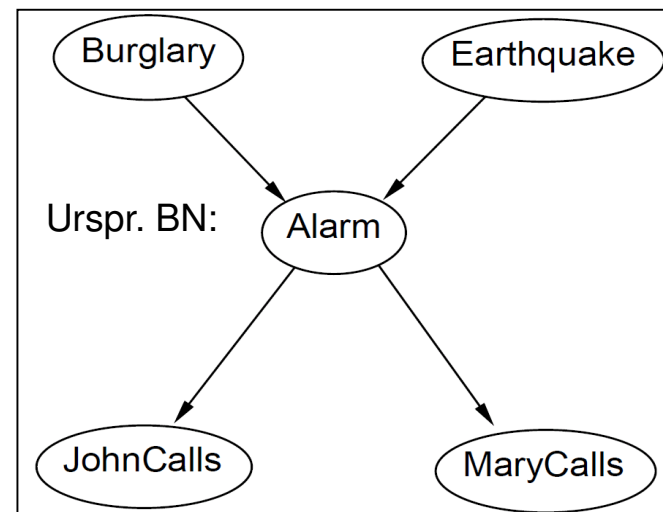 Burglary
Earthquake
Urspr. BN:
Alarm
JohnCalls
MaryCalls